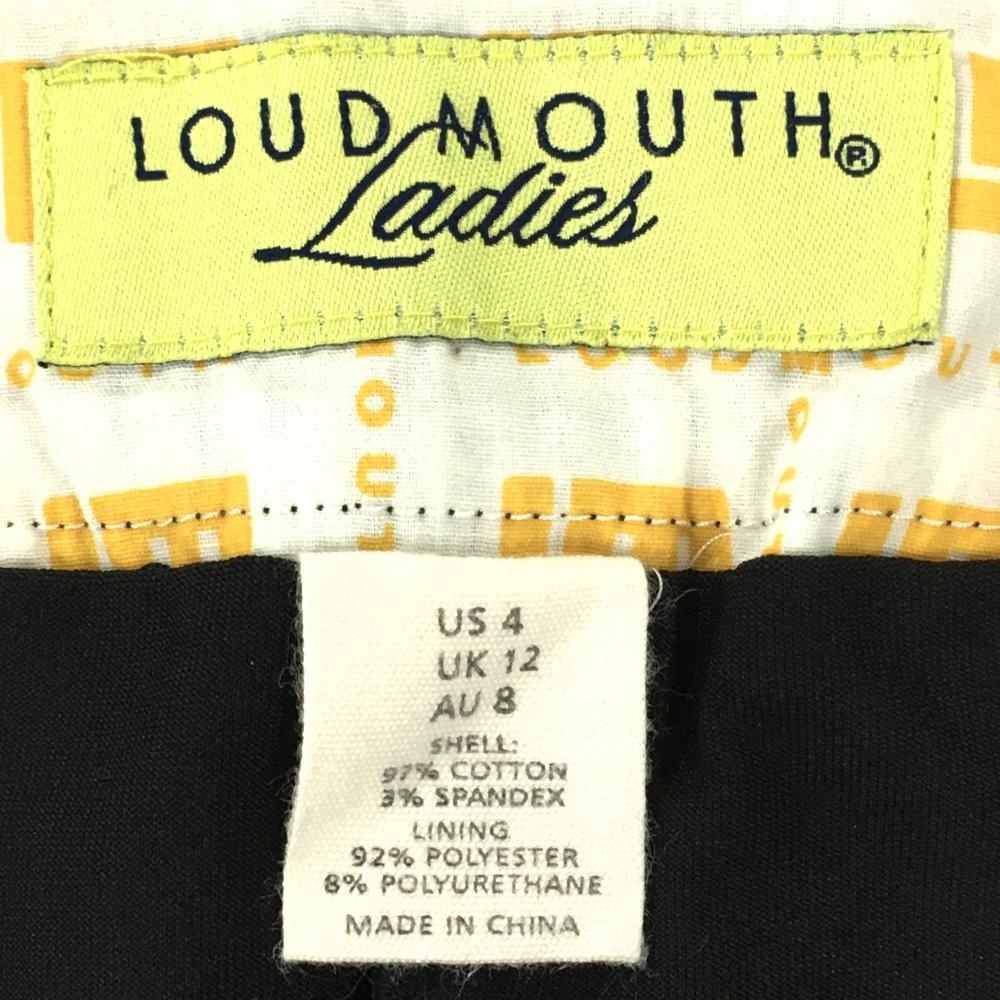 LOUDMOUTH®
Ladies
LOUDMOU
US 4
UK 12
AU 8
SHELL:
97% COTTON
3% SPANDEX
LINING
92% POLYESTER
8% POLYURETHANE
MADE IN CHINA